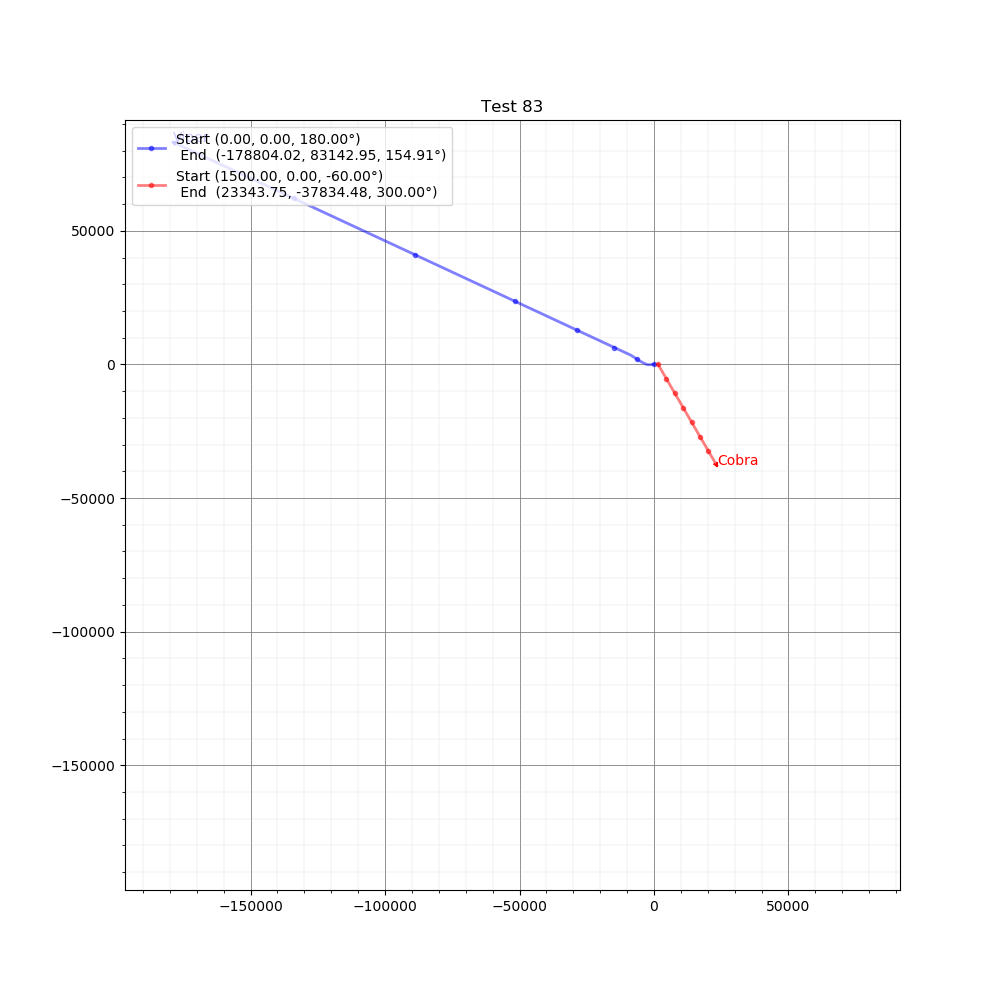 Test 83
Start (0.00, 0.00, 180.00°)
End (-178804.02, 83142.95, 154.91°)
Start (1500.00, 0.00, -60.00°)
End (23343.75, -37834.48, 300.00°)
50000
0
−50000
−100000
−150000
Cobra
−150000
−100000
−50000
0
50000